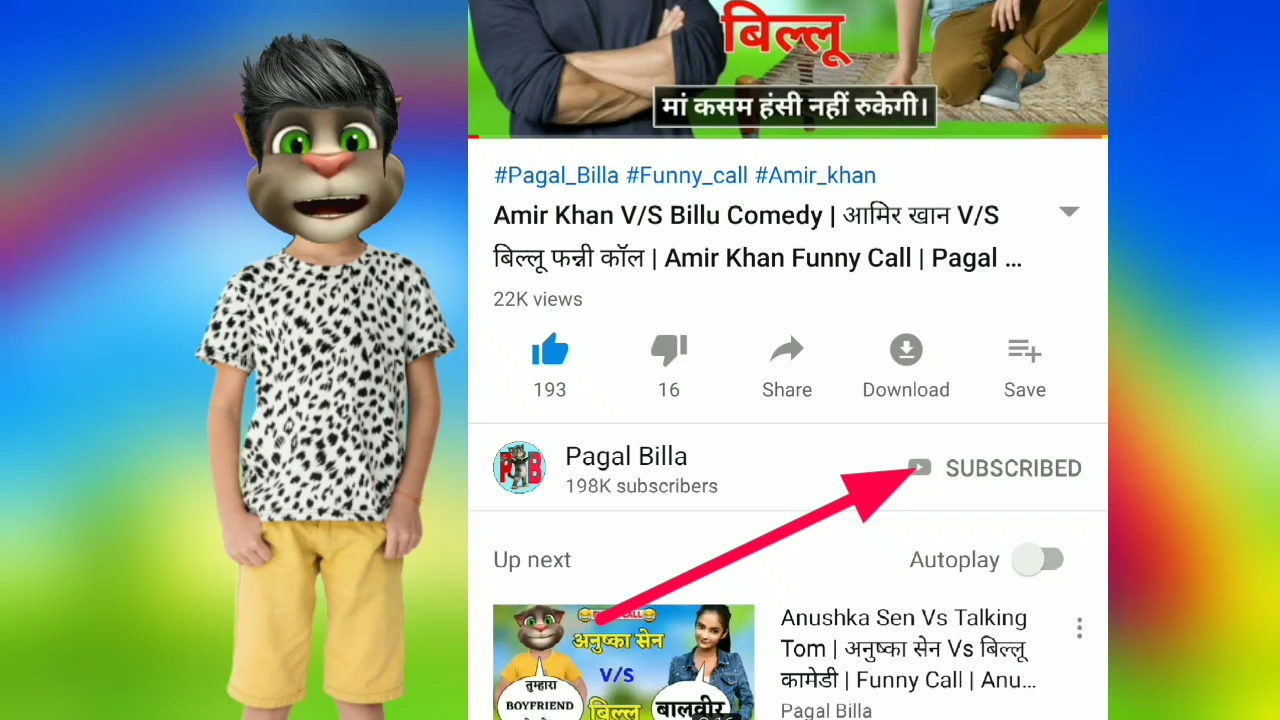 बिल्लू
मां कसम हंसी नहीं रुकेगी।
#Pagal_Billa #Funny_call #Amir_khan
Amir Khan V/S Billu Comedy | आमिर खान V/S
बिल्लू फन्नी कॉल | Amir Khan Funny Call | Pagal ...
22K views
193
16
Share
Download
Save
PTB
Pagal Billa
198K subscribers
SUBSCRIBED
Up next
Autoplay
अनुष्का सेन
V/S
बिल्लू
तुम्हारा
BOYFRIEND
बालवीर
Anushka Sen Vs Talking
Tom | अनुष्का सेन Vs बिल्लू
कामेडी | Funny Call | Anu...
Pagal Billa